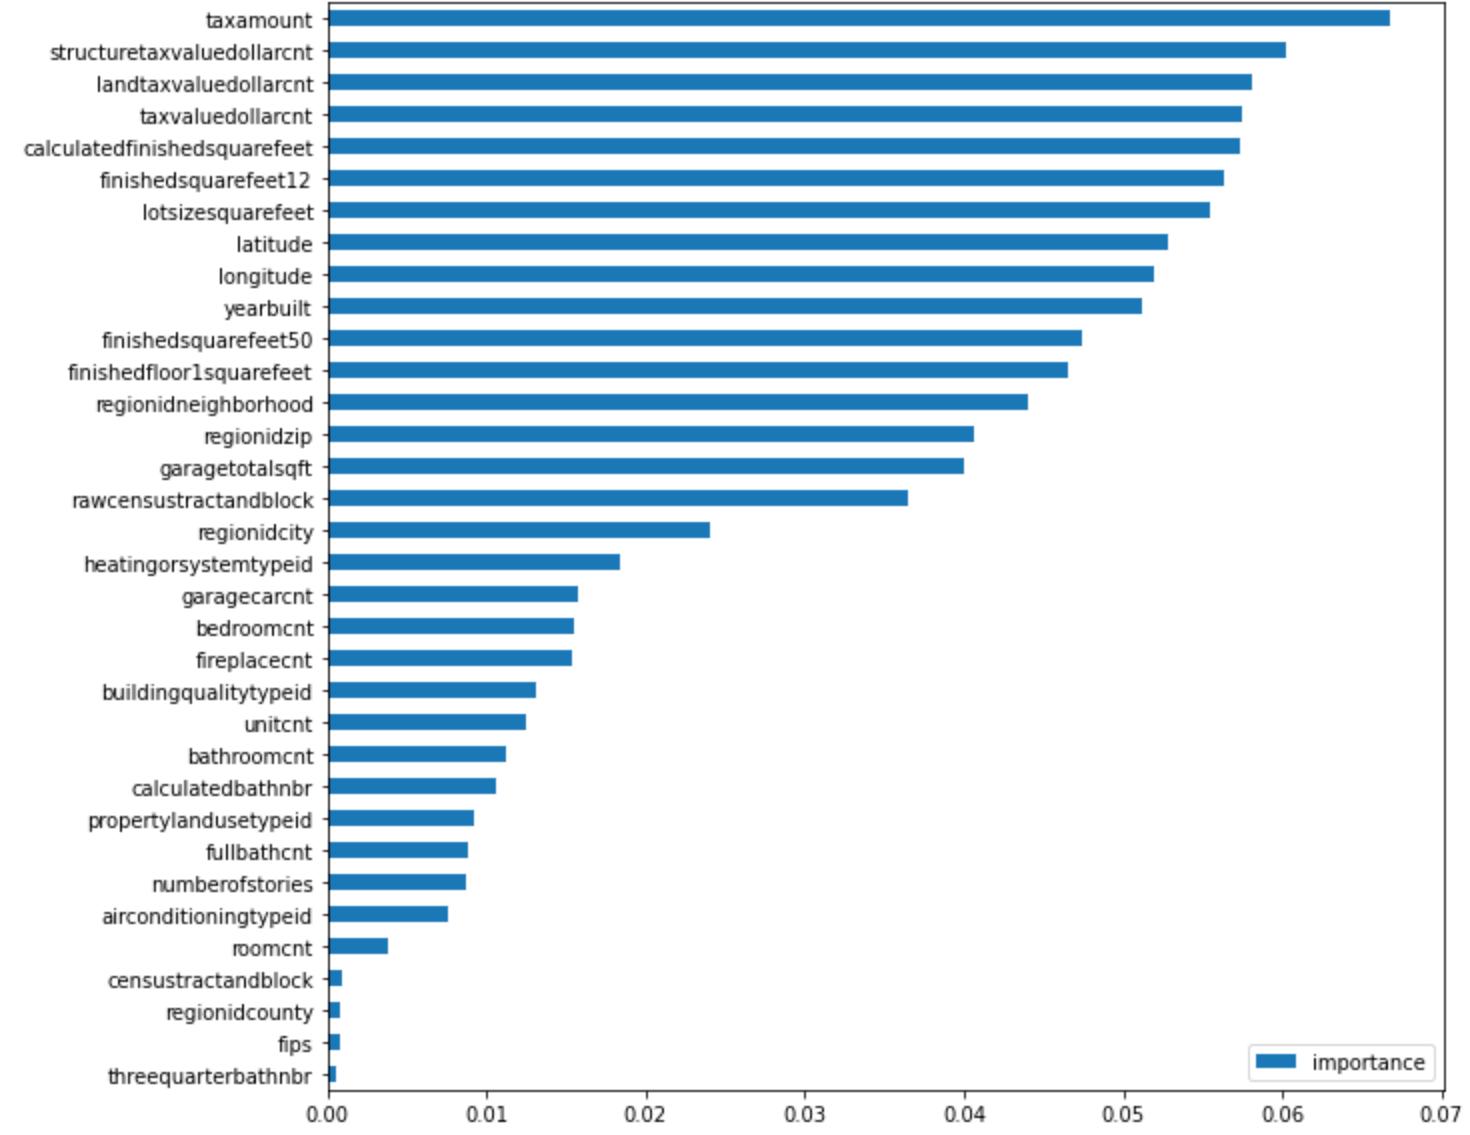 taxamount
structuretaxvaluedollarcnt
landtaxvaluedollarcnt
taxvaluedollarcnt
calculatedfinishedsquarefeet
finishedsquarefeet12
lotsizesquarefeet
latitude
longitude
yearbuilt
finishedsquarefeet50
finishedfloor1squarefeet
regionidneighborhood
regionidzip
garagetotalsqft
rawcensustractandblock
regionidcity
heatingorsystemtypeid
garagecarcnt
bedroomcnt
fireplacecnt
buildingqualitytypeid
unitcnt
bathroomcnt
calculatedbathnbr
propertylandusetypeid
fullbathcnt
numberofstories
airconditioningtypeid
roomcnt
censustractandblock
regionidcounty
fips
threequarterbathnbr
importance
0.00 0.01 0.02 0.03 0.04 0.05 0.06 0.07